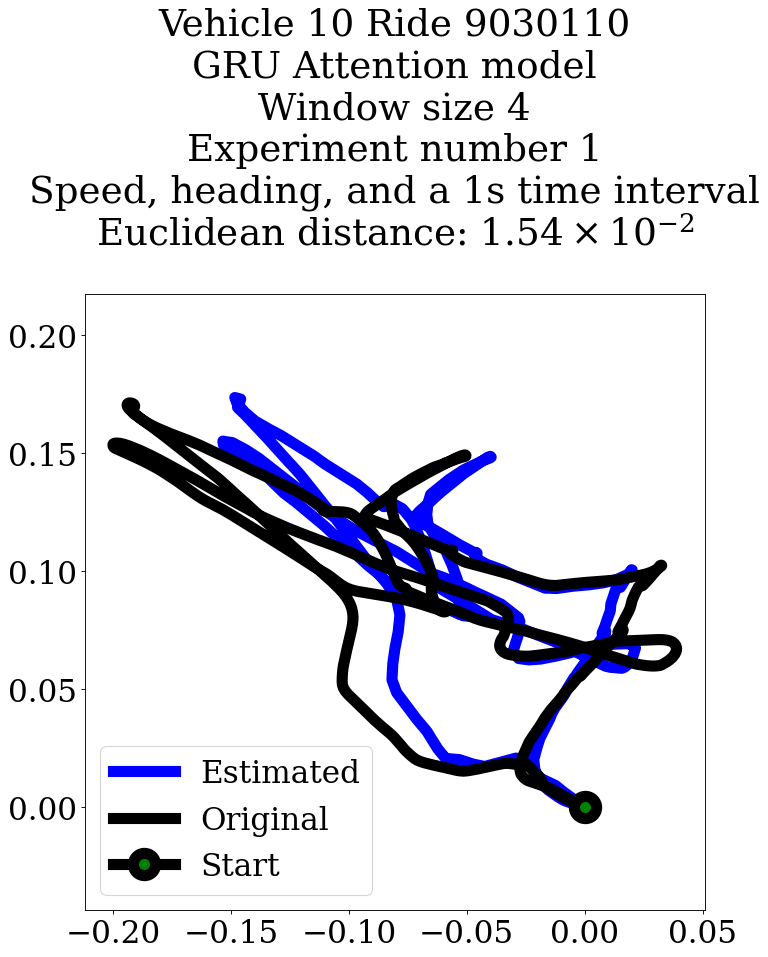 Vehicle 10 Ride 9030110
GRU Attention model
Window size 4
Experiment number 1
Speed, heading, and a 1s time interval
Euclidean distance: 1.54 × 10⁻²
0.20
0.15
0.10
0.05
0.00
Estimated
Original
Start
−0.20 −0.15 −0.10 −0.05 0.00 0.05